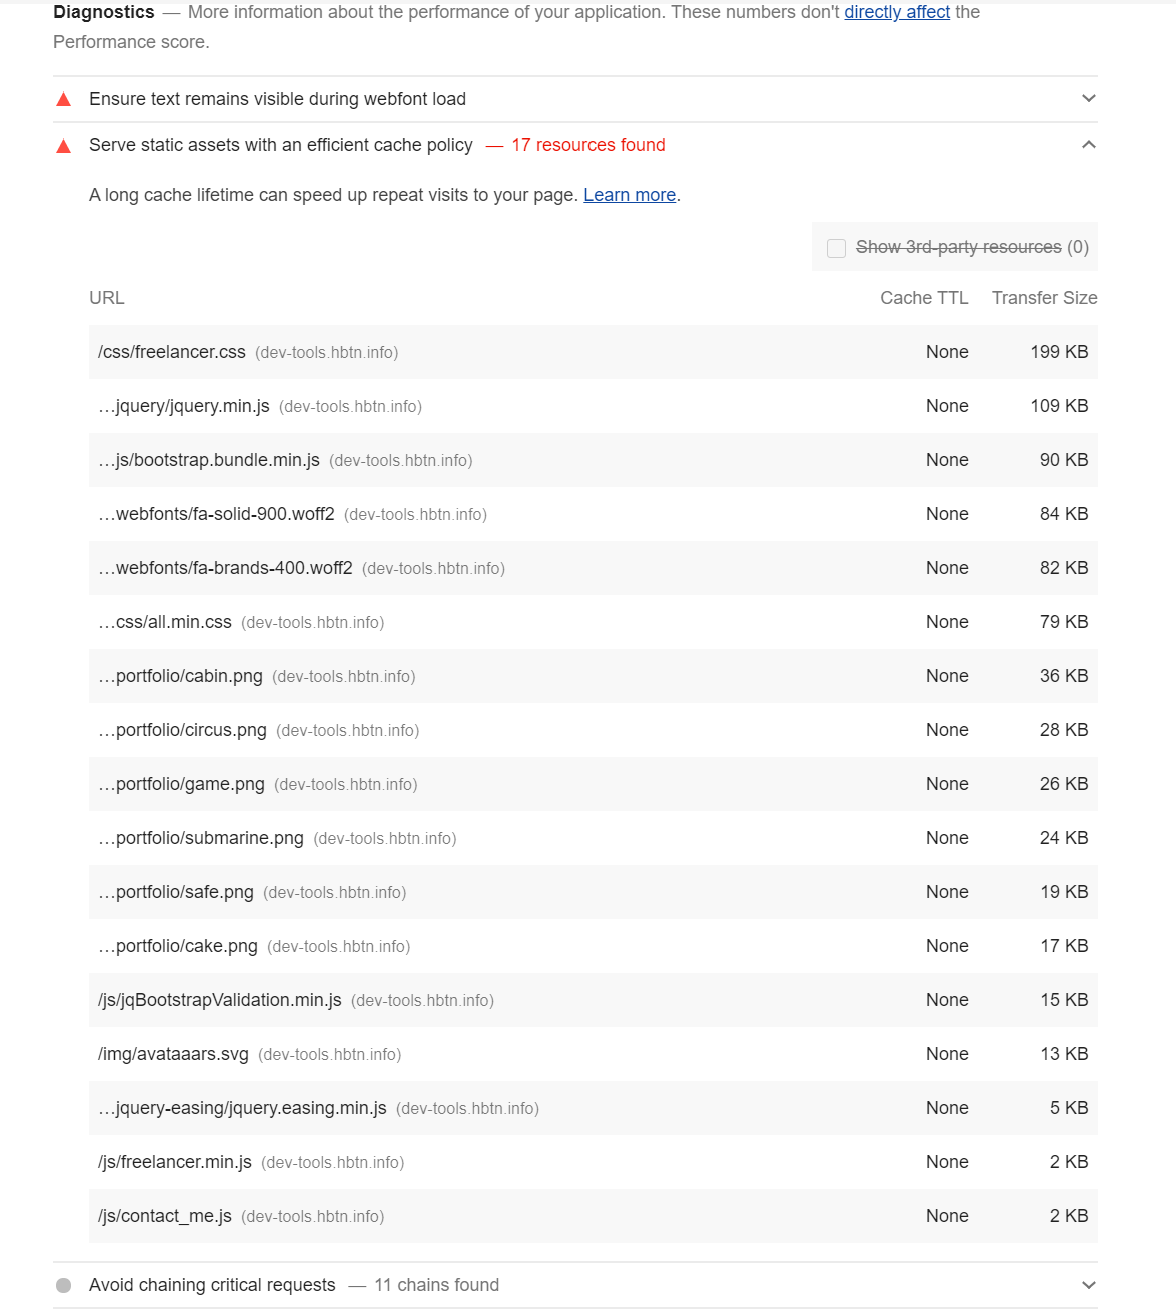 Diagnostics — More information about the performance of your application. These numbers don't directly affect the
Performance score.
Ensure text remains visible during webfont load
Serve static assets with an efficient cache policy — 17 resources found
A long cache lifetime can speed up repeat visits to your page. Learn more.
Show 3rd-party resources (0)
URL Cache TTL Transfer Size
/css/freelancer.css (dev-tools.hbtn.info) None 199 KB
…jquery/jquery.min.js (dev-tools.hbtn.info) None 109 KB
…js/bootstrap.bundle.min.js (dev-tools.hbtn.info) None 90 KB
…webfonts/fa-solid-900.woff2 (dev-tools.hbtn.info) None 84 KB
…webfonts/fa-brands-400.woff2 (dev-tools.hbtn.info) None 82 KB
…css/all.min.css (dev-tools.hbtn.info) None 79 KB
…portfolio/cabin.png (dev-tools.hbtn.info) None 36 KB
…portfolio/circus.png (dev-tools.hbtn.info) None 28 KB
…portfolio/game.png (dev-tools.hbtn.info) None 26 KB
…portfolio/submarine.png (dev-tools.hbtn.info) None 24 KB
…portfolio/safe.png (dev-tools.hbtn.info) None 19 KB
…portfolio/cake.png (dev-tools.hbtn.info) None 17 KB
/js/jqBootstrapValidation.min.js (dev-tools.hbtn.info) None 15 KB
/img/avataaars.svg (dev-tools.hbtn.info) None 13 KB
…jquery-easing/jquery.easing.min.js (dev-tools.hbtn.info) None 5 KB
/js/freelancer.min.js (dev-tools.hbtn.info) None 2 KB
/js/contact_me.js (dev-tools.hbtn.info) None 2 KB
Avoid chaining critical requests — 11 chains found